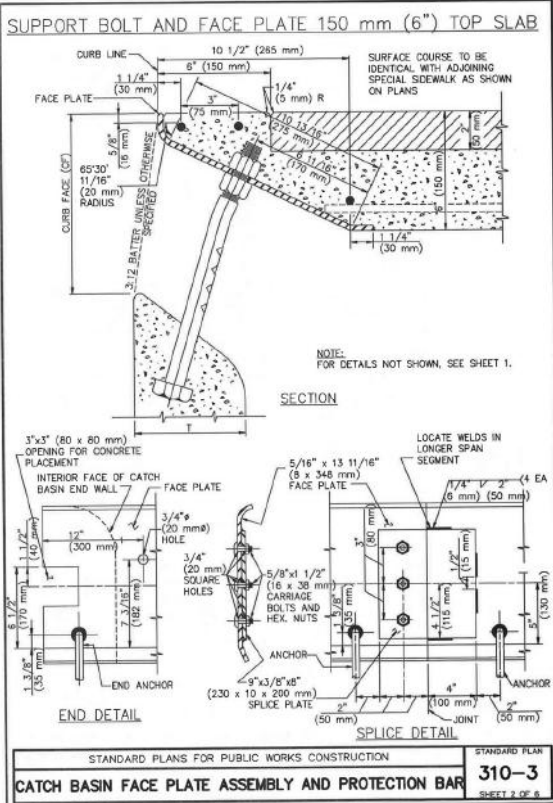 SUPPORT BOLT AND FACE PLATE 150 mm (6") TOP SLAB
10 1/2" (265 mm)
CURB LINE
6" (150 mm)
1 1/4"
(30 mm)
FACE PLATE
3"
(75 mm)
1/4"
(5 mm) R
SURFACE COURSE TO BE
IDENTICAL WITH ADJOINING
SPECIAL SIDEWALK AS SHOWN
ON PLANS
10 13/16"
(275 mm)
2"
(50 mm)
5/8"
(16 mm)
6 11/16"
(170 mm)
6"
(150 mm)
CURB FACE (CF)
65°30'
11/16"
(20 mm)
RADIUS
3:12 BATTER UNLESS OTHERWISE
SPECIFIED
1 1/4"
(30 mm)
NOTE:
FOR DETAILS NOT SHOWN, SEE SHEET 1.
SECTION
T
3"x3" (80 x 80 mm)
OPENING FOR CONCRETE
PLACEMENT
INTERIOR FACE OF CATCH
BASIN END WALL
FACE PLATE
12"
(300 mm)
3/4"ø
(20 mmø)
HOLE
1 1/2"
(40 mm)
6 1/2"
(170 mm)
7 3/16"
(182 mm)
1 3/8"
(35 mm)
END ANCHOR
END DETAIL
5/16" x 13 11/16"
(8 x 348 mm)
FACE PLATE
3/4"
(20 mm)
SQUARE
HOLES
5/8"x1 1/2"
(16 x 38 mm)
CARRIAGE
BOLTS AND
HEX. NUTS
9"x3/8"x8"
(230 x 10 x 200 mm)
SPLICE PLATE
LOCATE WELDS IN
LONGER SPAN
SEGMENT
1/4" V 2" (4 EA
(6 mm) (50 mm)
3"
(80 mm)
1/2"
(15 mm)
3/8"
(35 mm)
4 1/2"
(115 mm)
5"
(130 mm)
ANCHOR
ANCHOR
2"
(50 mm)
4"
(100 mm)
2"
(50 mm)
JOINT
SPLICE DETAIL
STANDARD PLANS FOR PUBLIC WORKS CONSTRUCTION
CATCH BASIN FACE PLATE ASSEMBLY AND PROTECTION BAR
STANDARD PLAN
310-3
SHEET 2 OF 6